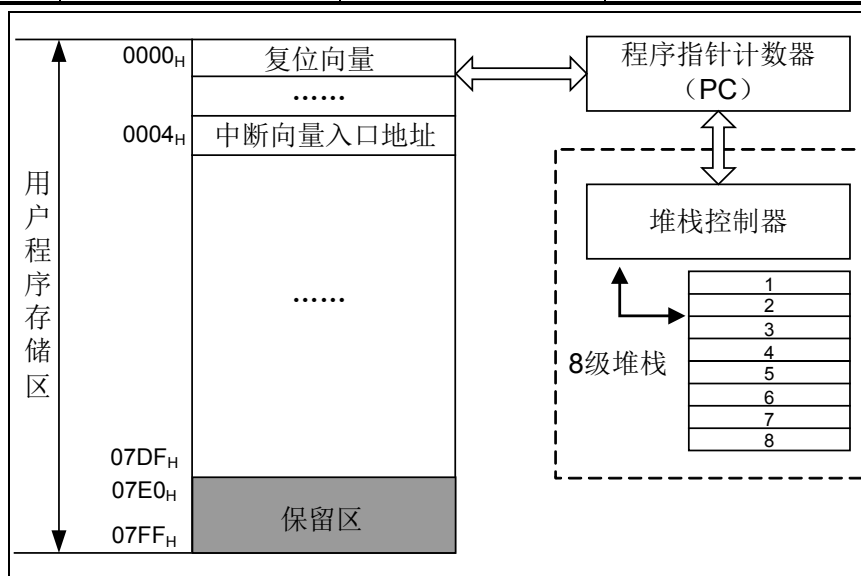 0000H
复位向量
……
0004H
中断向量入口地址
用户程序存储区
……
07DFH
07E0H
保留区
07FFH
程序指针计数器
（PC）
堆栈控制器
8级堆栈
1
2
3
4
5
6
7
8